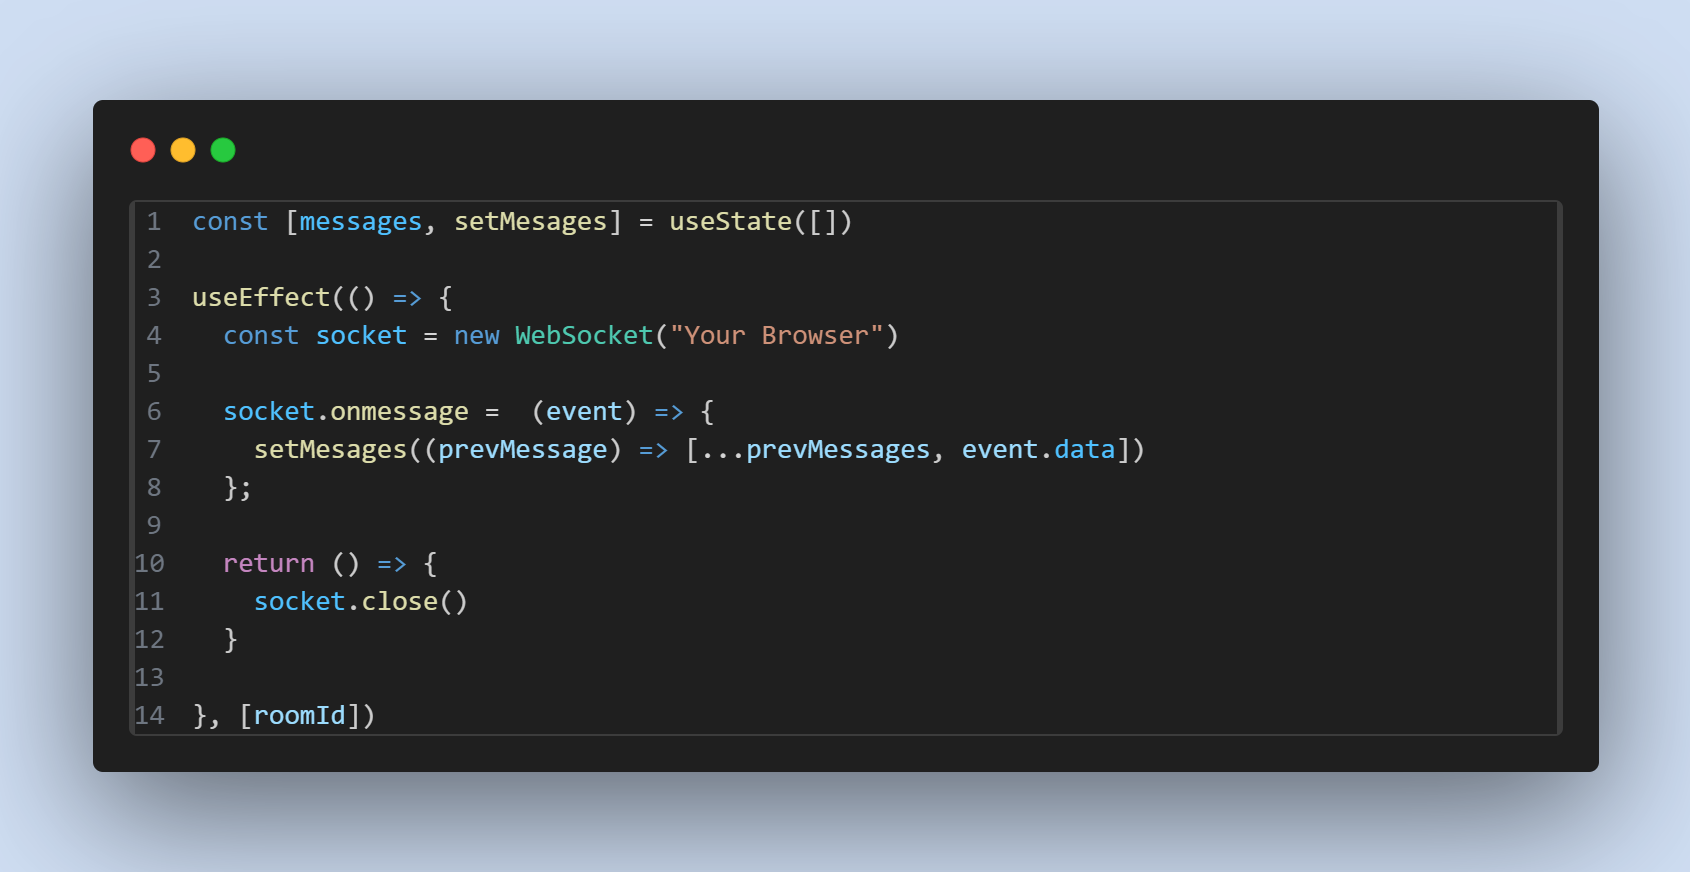 1 const [messages, setMesages] = useState([])
2
3 useEffect(() => {
4   const socket = new WebSocket("Your Browser")
5
6   socket.onmessage =  (event) => {
7     setMesages((prevMessage) => [...prevMessages, event.data])
8   };
9
10   return () => {
11     socket.close()
12   }
13
14 }, [roomId])